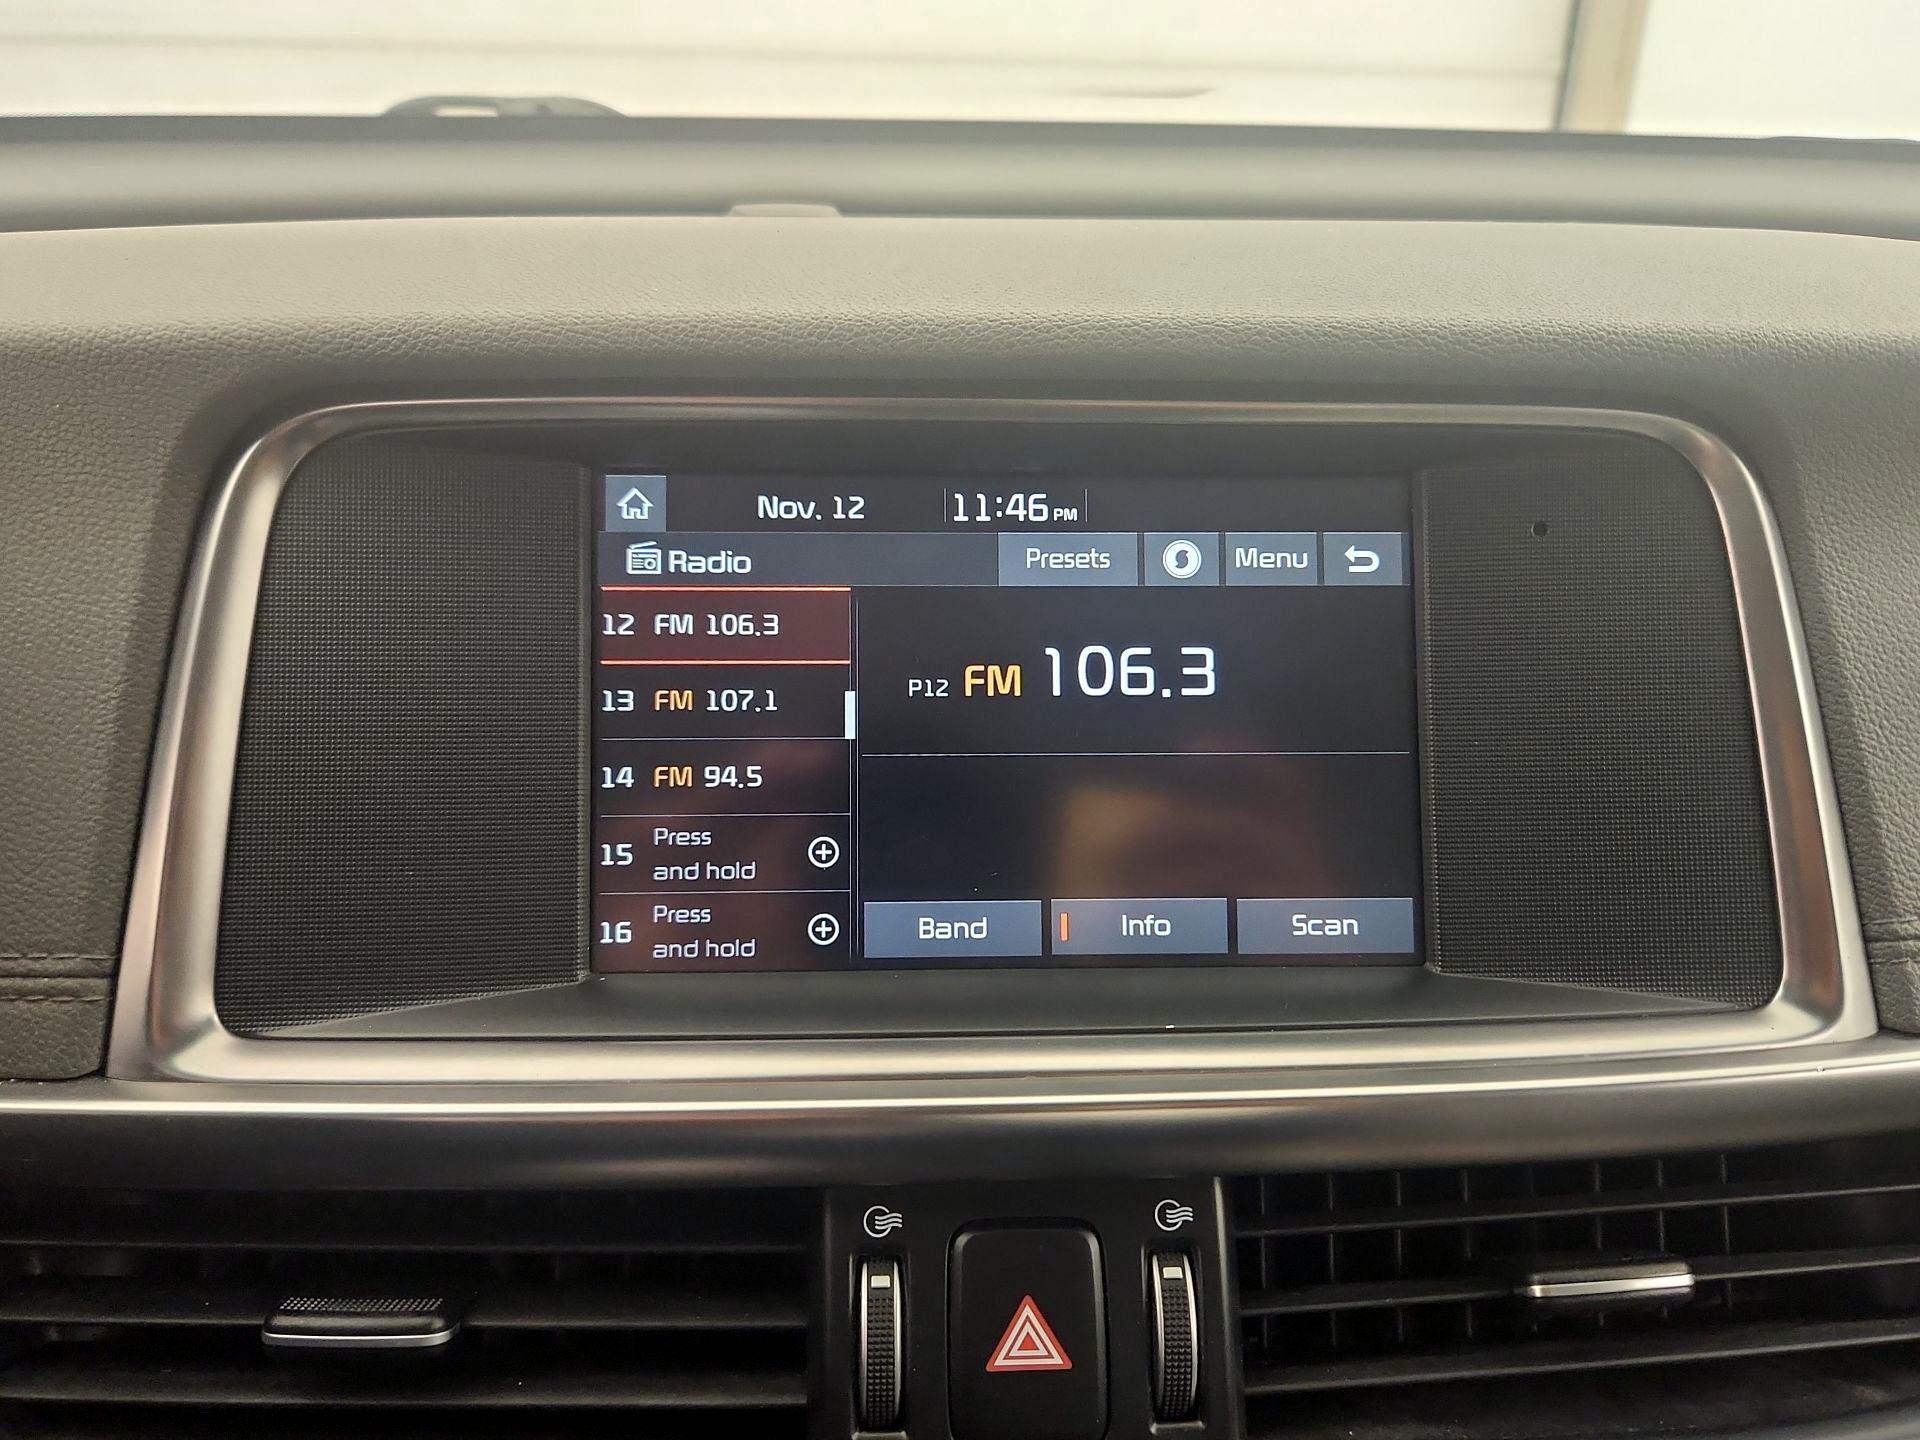 Nov. 12 11:46 PM
Radio Presets Menu
12 FM 106.3
13 FM 107.1
14 FM 94.5
15 Press and hold
16 Press and hold
P12 FM 106.3
Band Info Scan